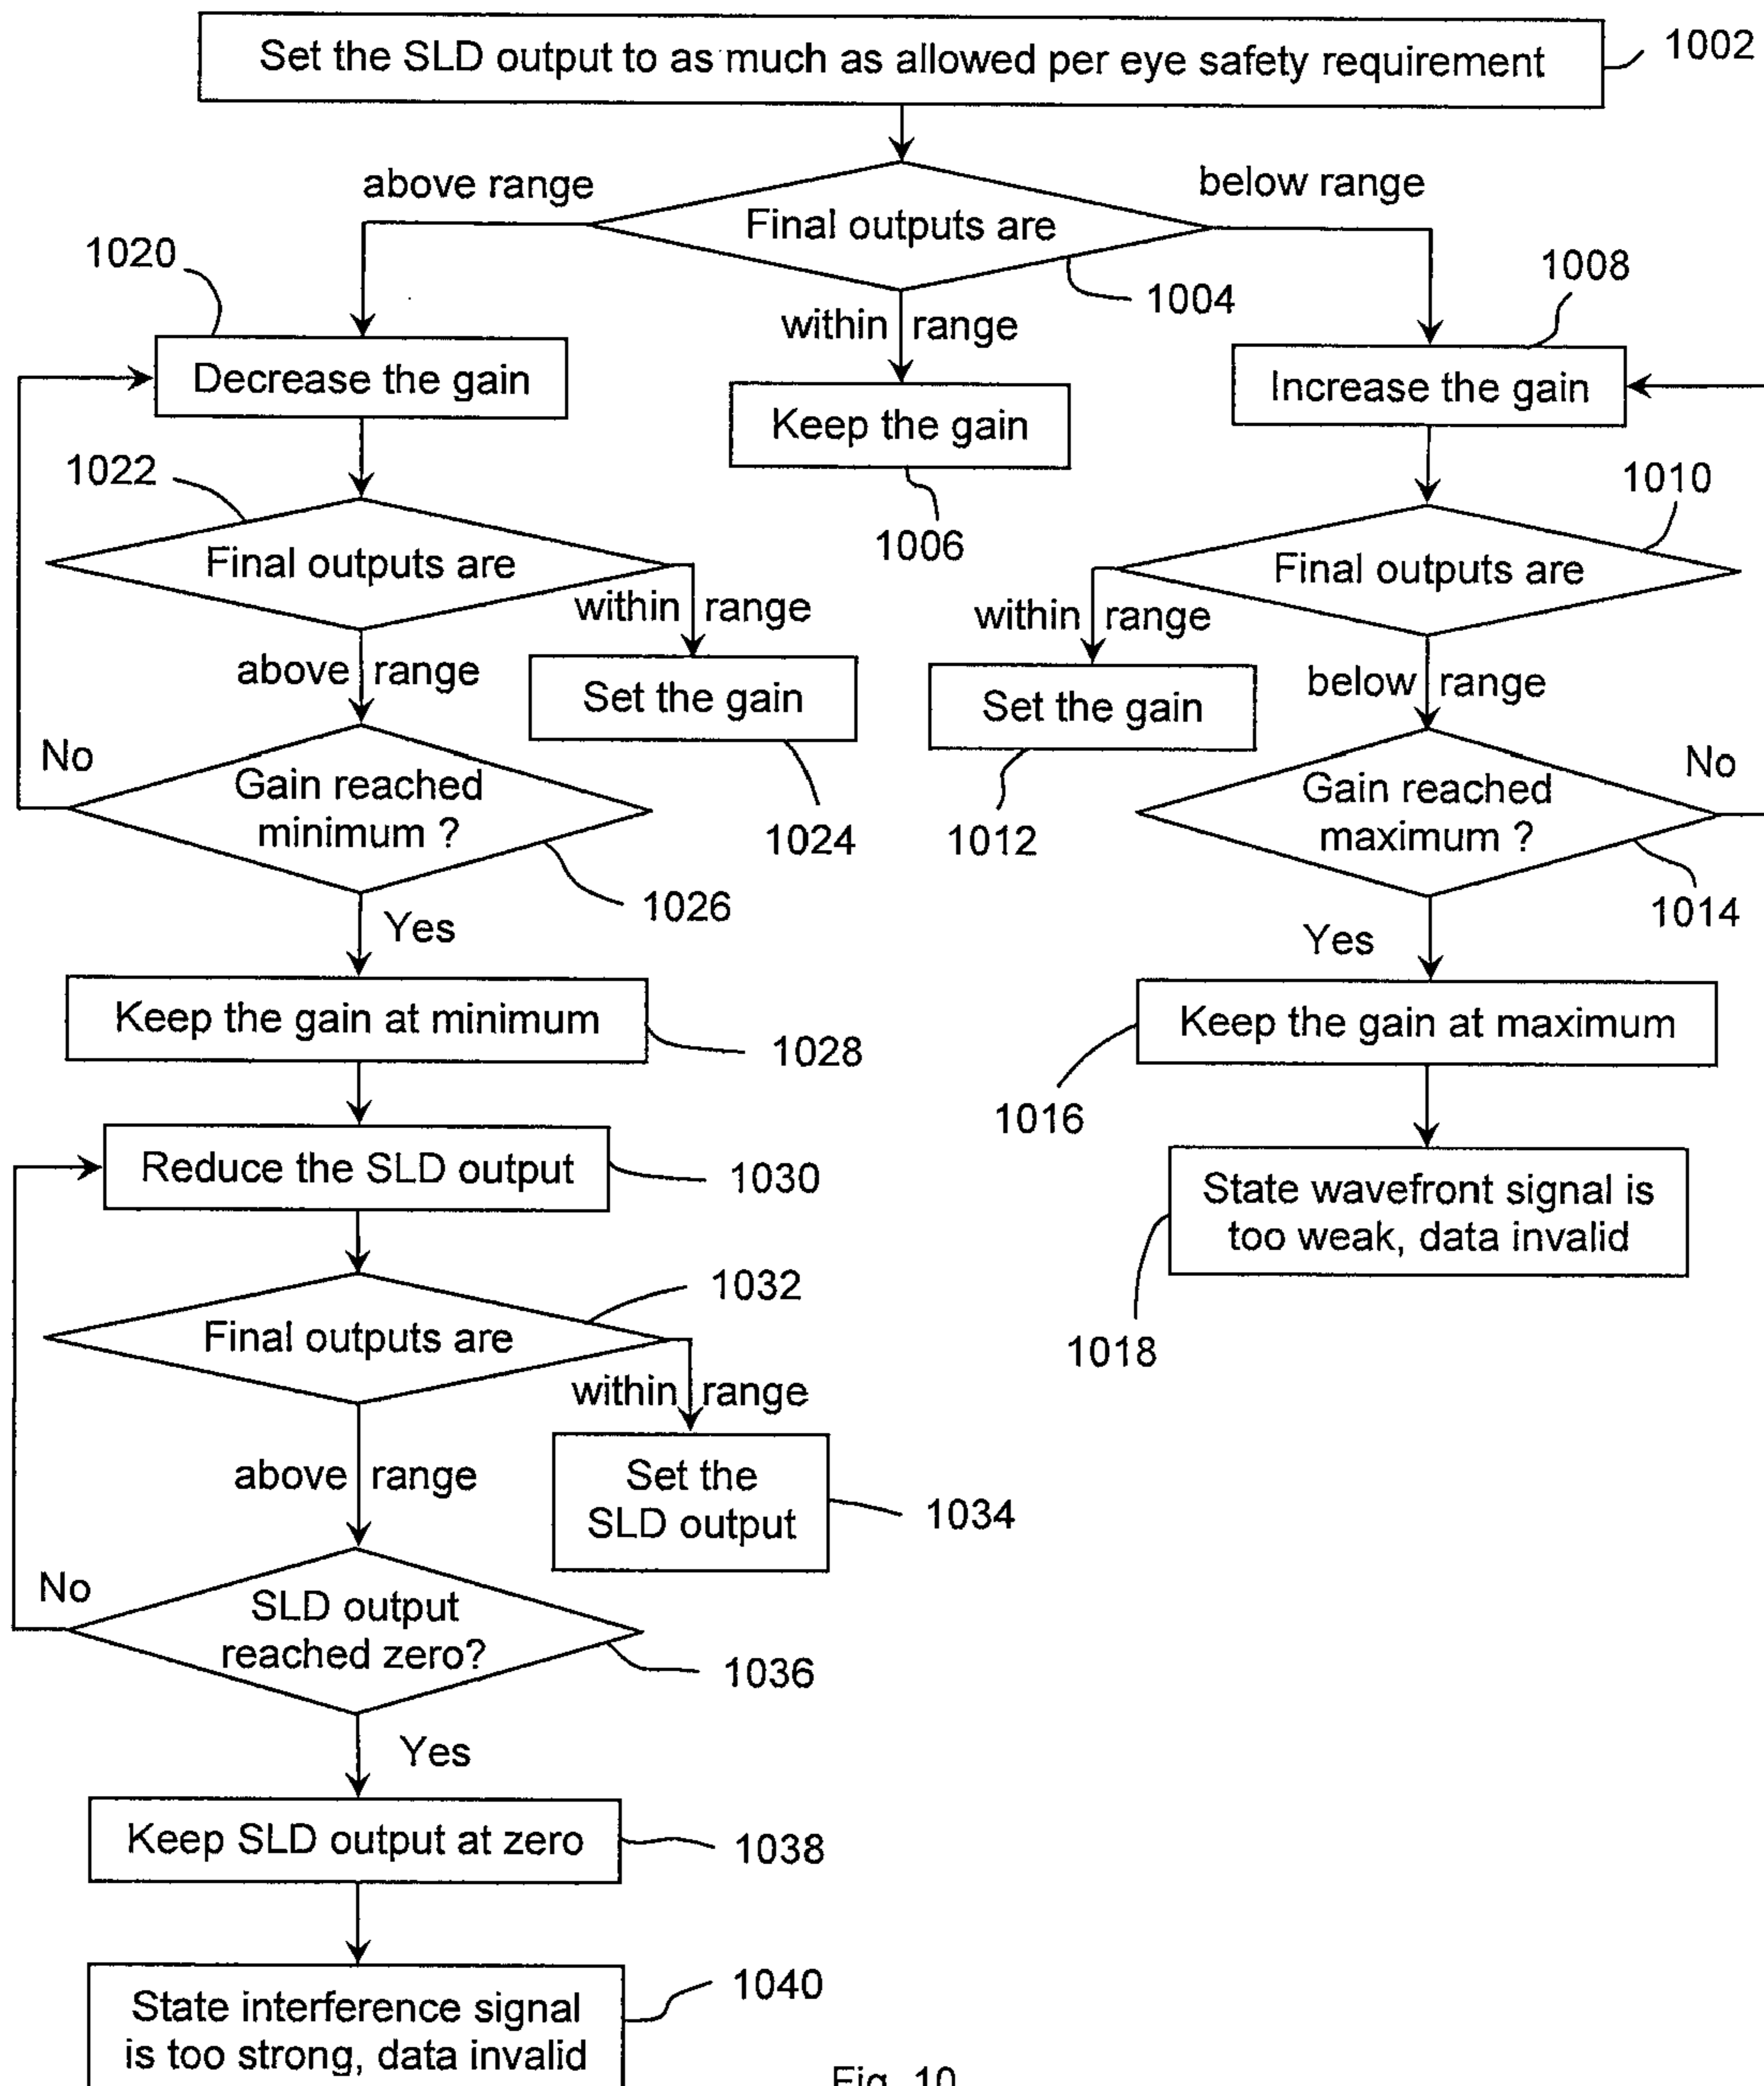 Set the SLD output to as much as allowed per eye safety requirement
1002
above range
below range
Final outputs are
1004
1020
1008
within range
Decrease the gain
Increase the gain
Keep the gain
1006
1022
1010
Final outputs are
Final outputs are
within range
within range
above range
below range
Set the gain
Set the gain
No
No
Gain reached
minimum ?
Gain reached
maximum ?
1024
1012
1026
1014
Yes
Yes
Keep the gain at minimum
1028
Keep the gain at maximum
1016
Reduce the SLD output
1030
State wavefront signal is
too weak, data invalid
1018
1032
Final outputs are
within range
above range
Set the
SLD output
1034
No
SLD output
reached zero?
1036
Yes
Keep SLD output at zero
1038
State interference signal
is too strong, data invalid
1040
Fig. 10